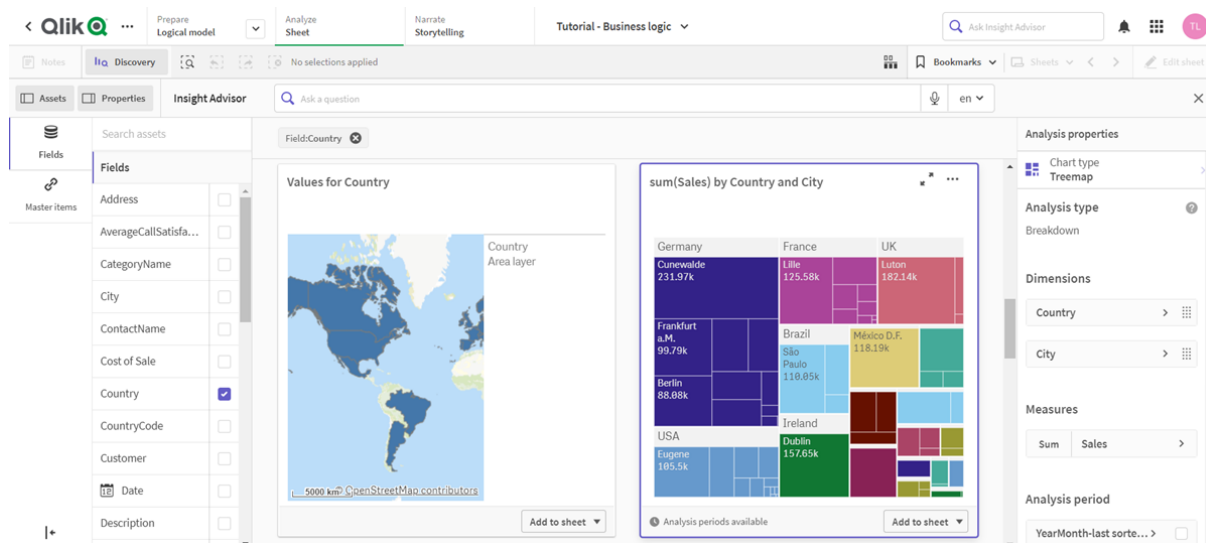 Qlik
Prepare
Logical model
Analyze
Sheet
Narrate
Storytelling
Tutorial - Business logic
Ask Insight Advisor
TL
Notes
Discovery
No selections applied
Bookmarks
Sheets
Edit sheet
Assets
Properties
Insight Advisor
Ask a question
en
Fields
Master items
Search assets
Fields
Address
AverageCallSatisfa...
CategoryName
City
ContactName
Cost of Sale
Country
CountryCode
Customer
Date
Description
Field:Country
Values for Country
Country
Area layer
5000 km
© OpenStreetMap contributors
Add to sheet
sum(Sales) by Country and City
Germany
Cunewalde
231.97k
Frankfurt
a.M.
99.79k
Berlin
88.08k
USA
Eugene
105.5k
France
Lille
125.58k
UK
Luton
182.14k
Brazil
São
Paulo
110.05k
México D.F.
118.19k
Ireland
Dublin
157.65k
Analysis periods available
Add to sheet
Analysis properties
Chart type
Treemap
Analysis type
Breakdown
Dimensions
Country
City
Measures
Sum
Sales
Analysis period
YearMonth-last sorte...